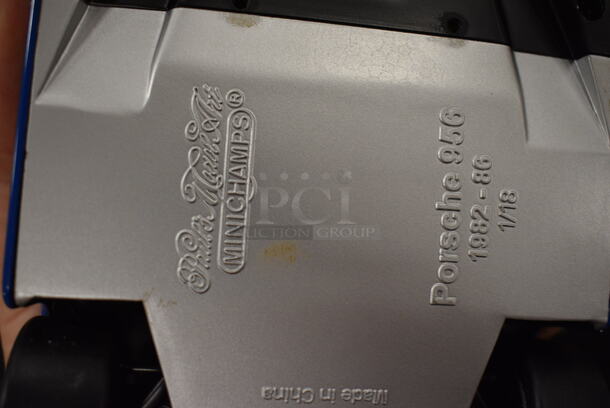 Paul's Model Art
MINICHAMPS®
Porsche 956
1982 - 86
1/18
Made in China
PCI
AUCTION GROUP